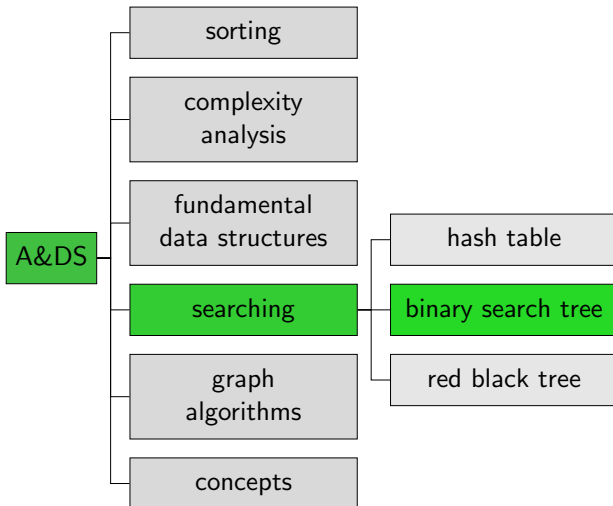 A&DS
sorting
complexity
analysis
fundamental
data structures
searching
graph
algorithms
concepts
hash table
binary search tree
red black tree